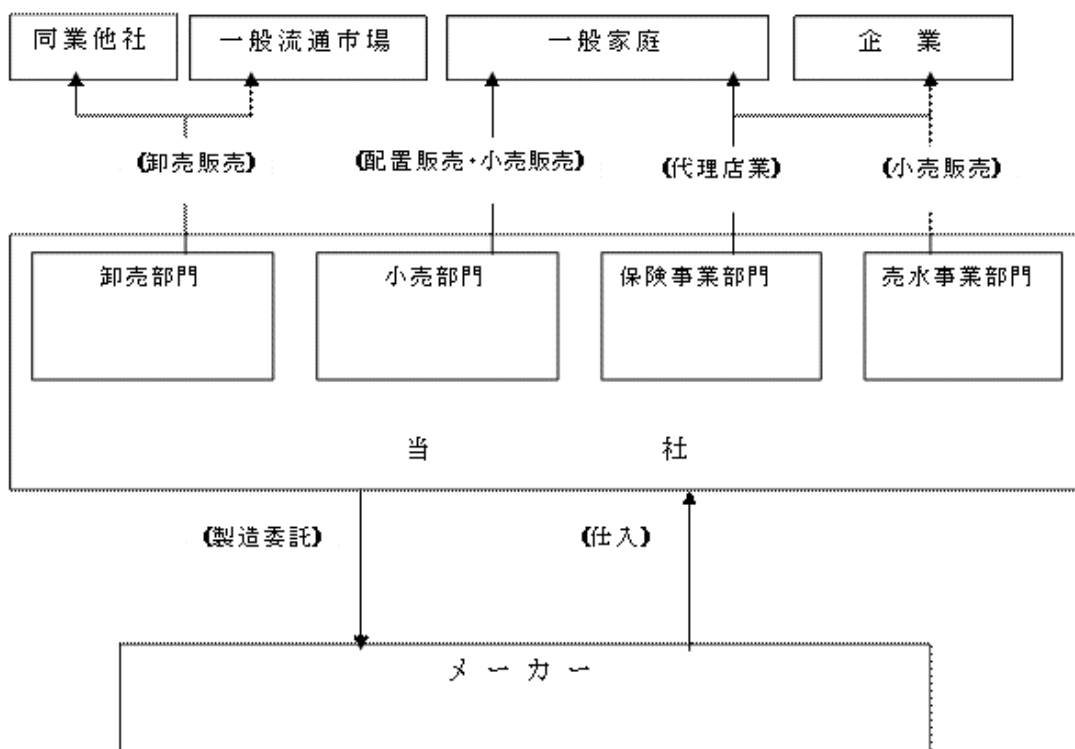 同業他社
一般流通市場
一般家庭
企業
(卸売販売)
(配置販売・小売販売)
(代理店業)
(小売販売)
卸売部門
小売部門
保険事業部門
売水事業部門
当社
(製造委託)
(仕入)
メーカー